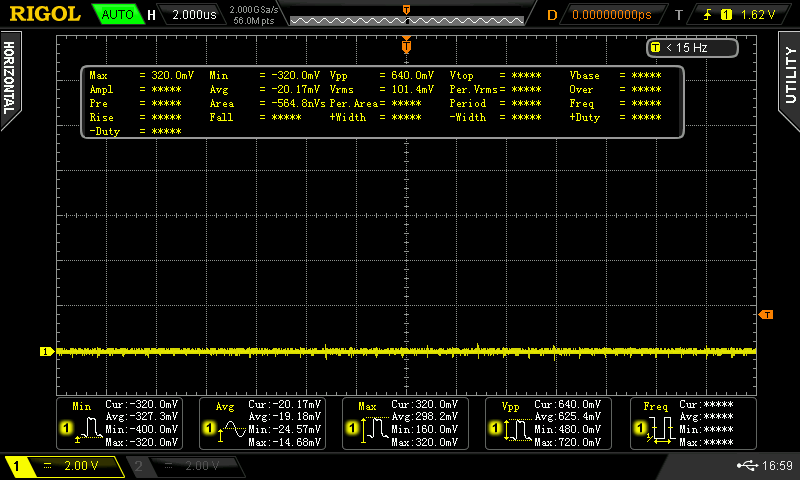 RIGOL AUTO H 2.000us 2.000GSa/s 56.0M pts T D 0.00000000ps T 1 1.62 V
HORIZONTAL
UTILITY
T
T < 15 Hz
Max = 320.0mV Min = -320.0mV Vpp = 640.0mV Vtop = ***** Vbase = *****
Ampl = ***** Avg = -20.17mV Vrms = 101.4mV Per.Vrms= ***** Over = *****
Pre = ***** Area = -564.8nVs Per.Area= ***** Period = ***** Freq = *****
Rise = ***** Fall = ***** +Width = ***** -Width = ***** +Duty = *****
-Duty = *****
T
1
Min Cur:-320.0mV
Avg:-327.3mV
1 Min:-400.0mV
Max:-320.0mV
Avg Cur:-20.17mV
Avg:-19.18mV
1 Min:-24.57mV
Max:-14.68mV
Max Cur:320.0mV
Avg:298.2mV
1 Min:160.0mV
Max:320.0mV
Vpp Cur:640.0mV
Avg:625.4mV
1 Min:480.0mV
Max:720.0mV
Freq Cur:*****
Avg:*****
1 Min:*****
Max:*****
1 2.00 V 2 2.00 V 16:59